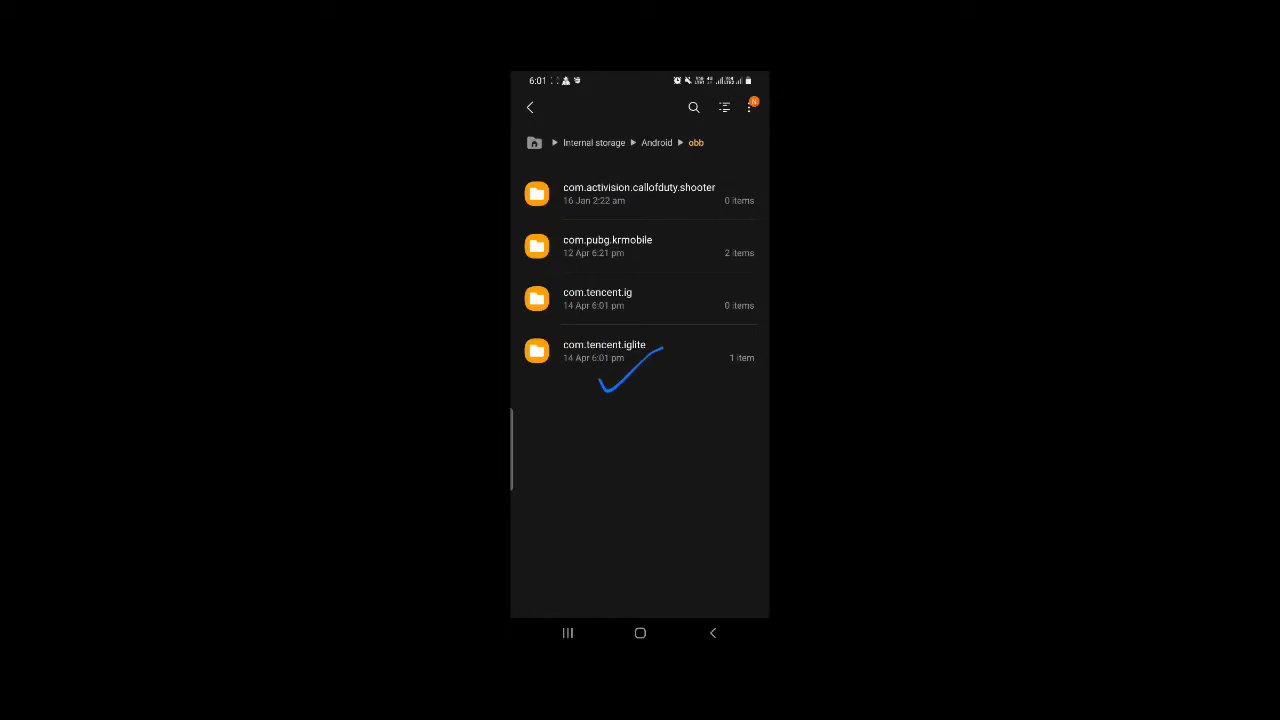 6:01
N
Internal storage Android obb
com.activision.callofduty.shooter
16 Jan 2:22 am 0 items
com.pubg.krmobile
12 Apr 6:21 pm 2 items
com.tencent.ig
14 Apr 6:01 pm 0 items
com.tencent.iglite
14 Apr 6:01 pm 1 item